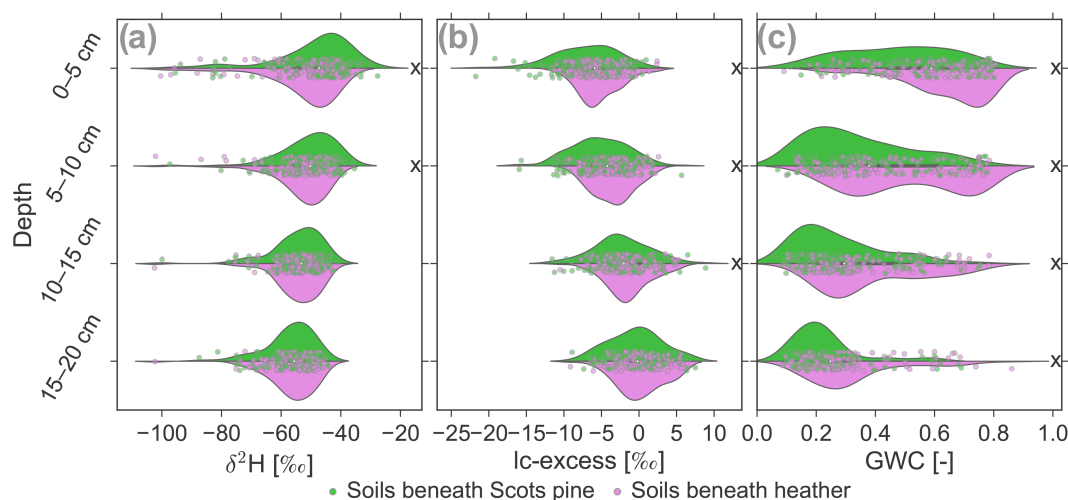 (a) (b) (c)
0–5 cm x x x
5–10 cm x x x
Depth
10–15 cm x x
15–20 cm x
−100 −80 −60 −40 −20 −25 −20 −15 −10 −5 0 5 10 0.0 0.2 0.4 0.6 0.8 1.0
δ²H [‰] lc-excess [‰] GWC [-]
Soils beneath Scots pine Soils beneath heather